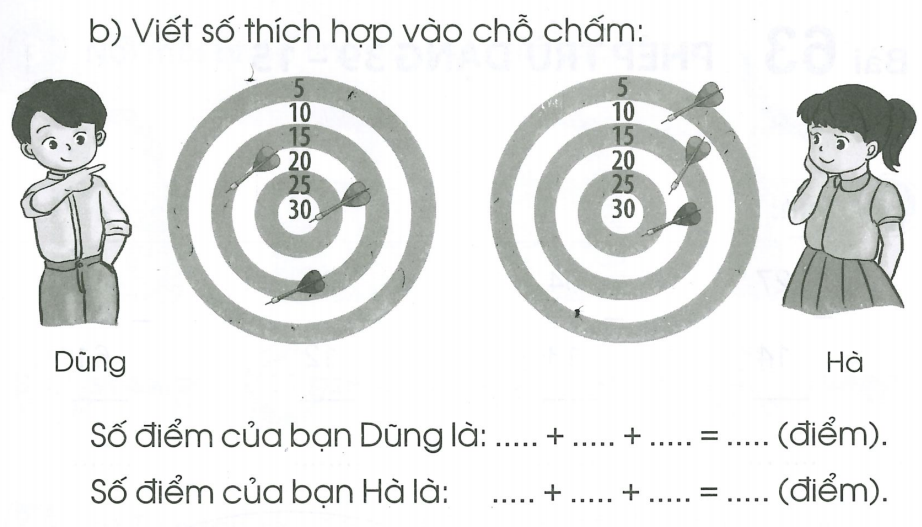 b) Viết số thích hợp vào chỗ chấm:
5
10
15
20
25
30
5
10
15
20
25
30
Dũng
Hà
Số điểm của bạn Dũng là: ..... + ..... + ..... = ..... (điểm).
Số điểm của bạn Hà là: ..... + ..... + ..... = ..... (điểm).